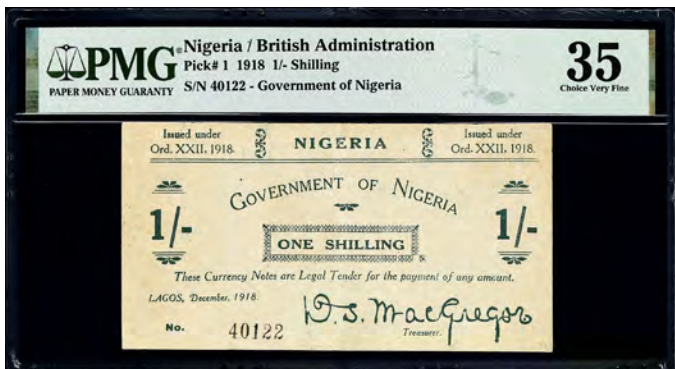 PMG
PAPER MONEY GUARANTY
Nigeria / British Administration
Pick# 1 1918 1/- Shilling
S/N 40122 - Government of Nigeria
35
Choice Very Fine
Issued under
Ord. XXII. 1918.
NIGERIA
Issued under
Ord. XXII. 1918.
GOVERNMENT OF NIGERIA
1/-
ONE SHILLING
1/-
These Currency Notes are Legal Tender for the payment of any amount.
LAGOS, December, 1918.
D. S. MacGregor
Treasurer.
No. 40122